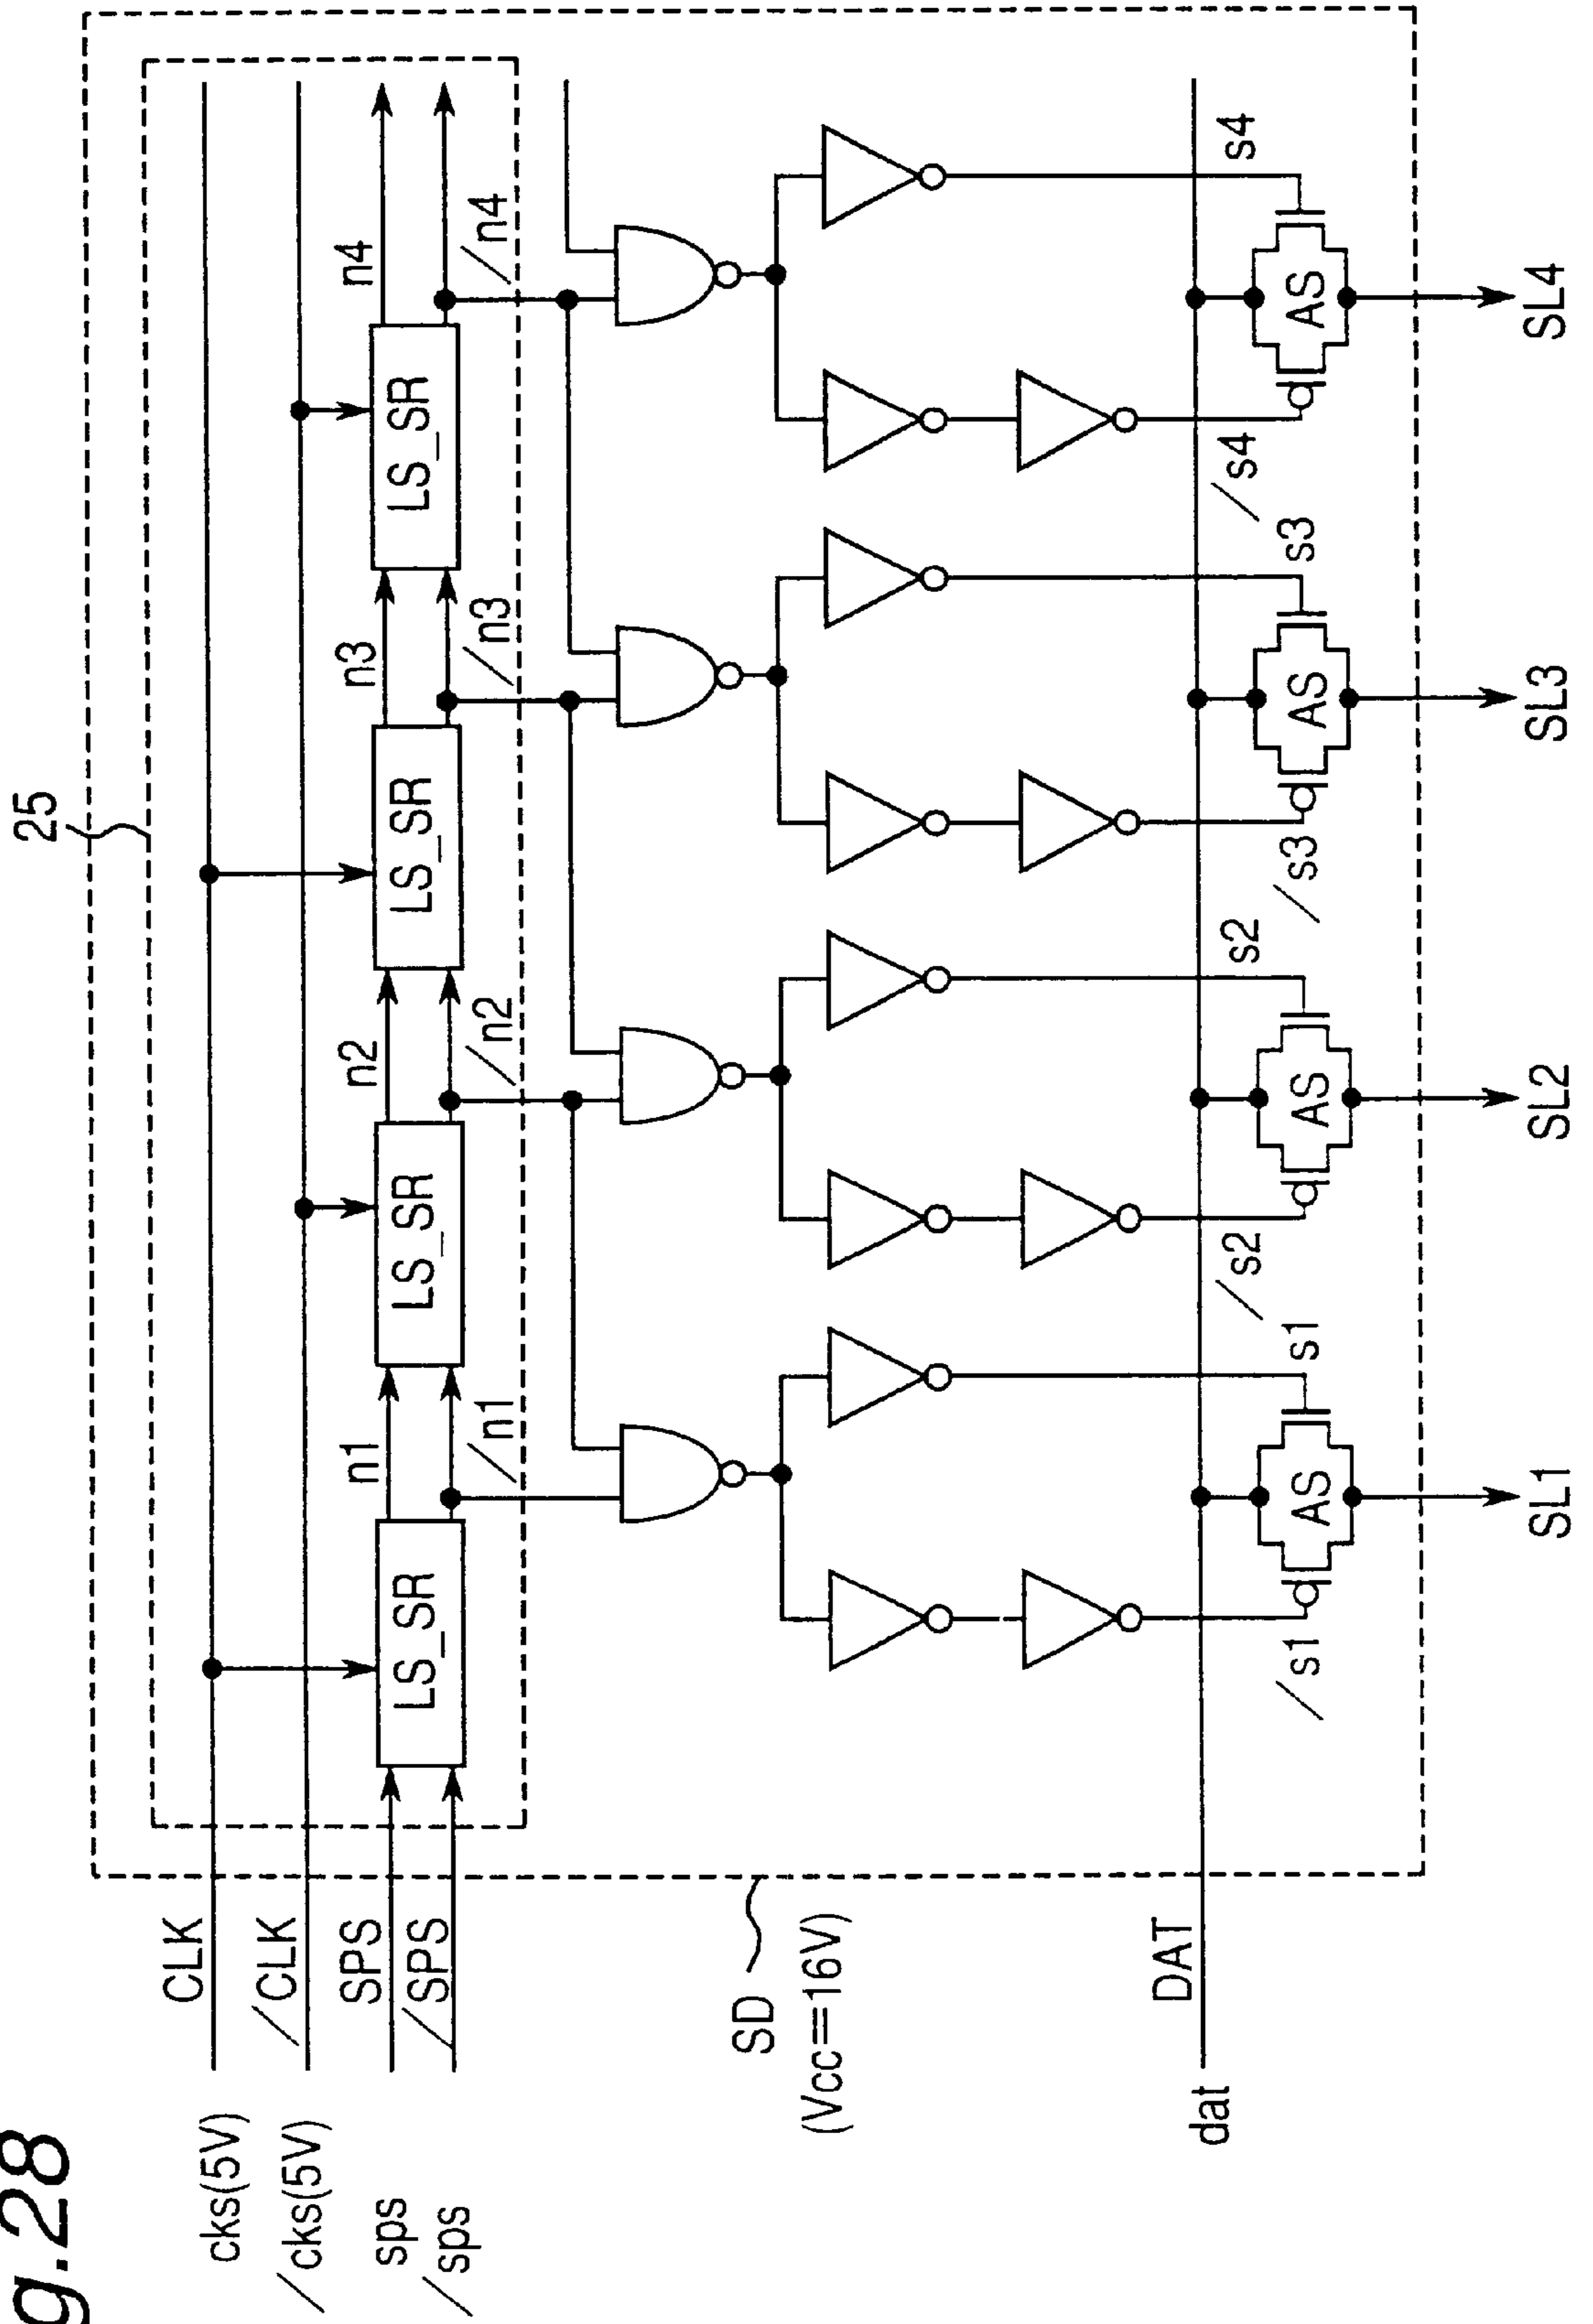 g.28
25
cks(5V)
CLK
/cks(5V)
/CLK
sps
SPS
/sps
/SPS
LS_SR
n1
/n1
LS_SR
n2
/n2
LS_SR
n3
/n3
LS_SR
n4
/n4
SD
(Vcc=16V)
dat
DAT
/s1
s1
/s2
s2
/s3
s3
/s4
s4
AS
AS
AS
AS
SL1
SL2
SL3
SL4